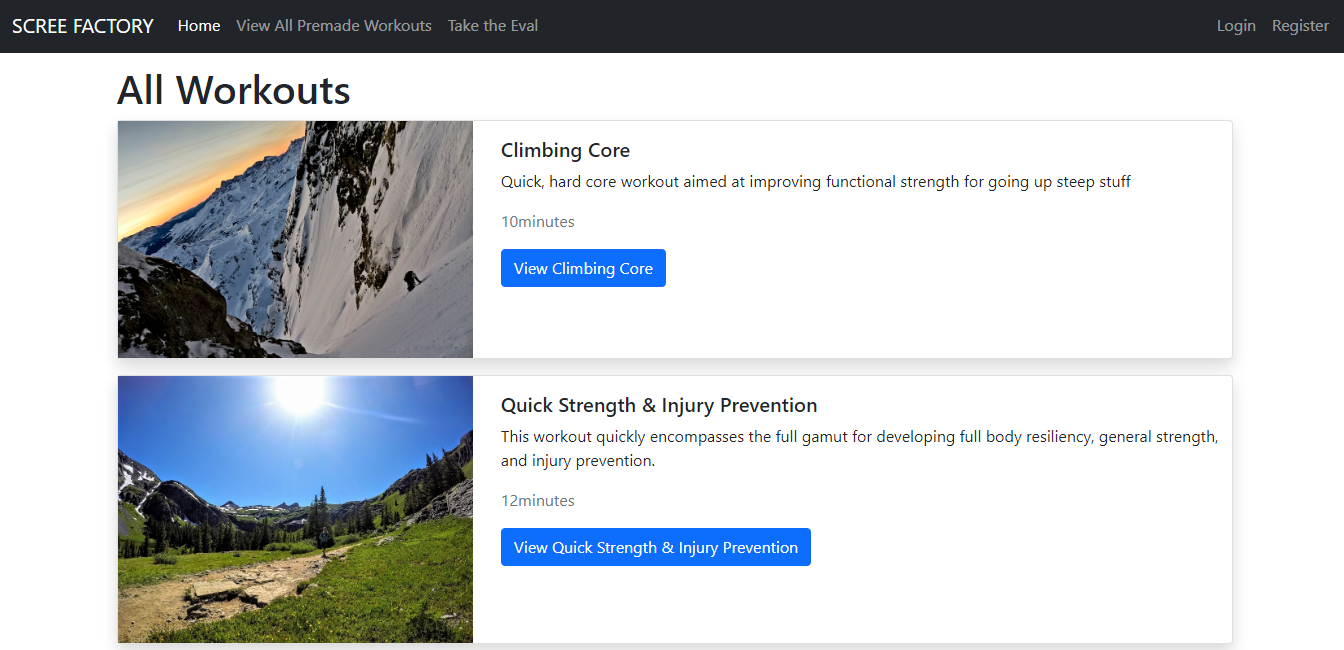 SCREE FACTORY Home View All Premade Workouts Take the Eval Login Register
All Workouts
Climbing Core
Quick, hard core workout aimed at improving functional strength for going up steep stuff
10minutes
View Climbing Core
Quick Strength & Injury Prevention
This workout quickly encompasses the full gamut for developing full body resiliency, general strength,
and injury prevention.
12minutes
View Quick Strength & Injury Prevention